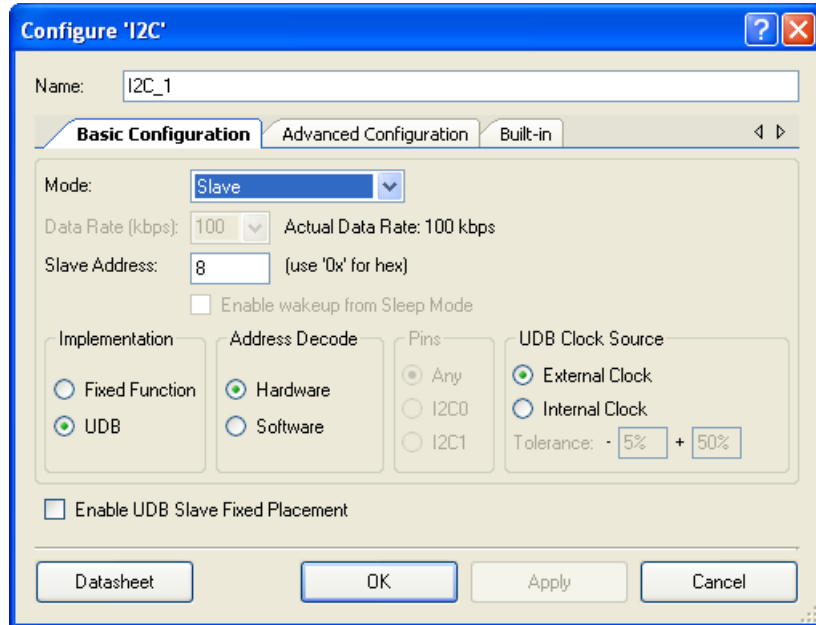 Configure 'I2C'
Name: I2C_1
Basic Configuration Advanced Configuration Built-in
Mode: Slave
Data Rate (kbps): 100 Actual Data Rate: 100 kbps
Slave Address: 8 (use '0x' for hex)
Enable wakeup from Sleep Mode
Implementation Address Decode Pins UDB Clock Source
Fixed Function Hardware Any External Clock
UDB Software I2C0 Internal Clock
I2C1 Tolerance: - 5% + 50%
Enable UDB Slave Fixed Placement
Datasheet OK Apply Cancel